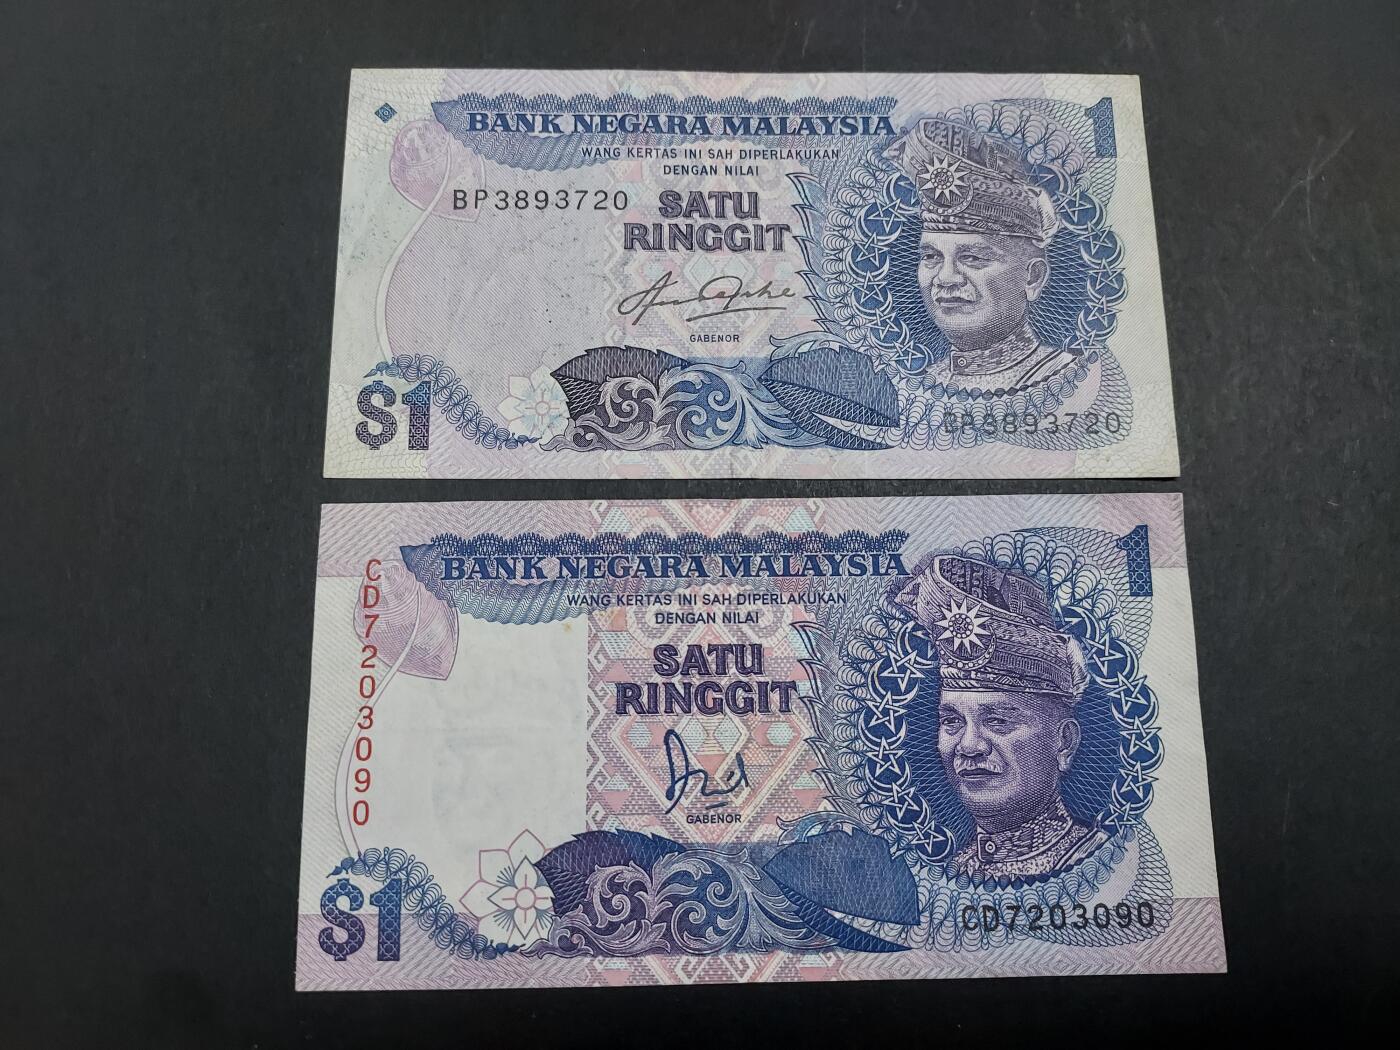 BANK NEGARA MALAYSIA
1
WANG KERTAS INI SAH DIPERLAKUKAN
DENGAN NILAI
BP3893720
SATU
RINGGIT
GABENOR
$1
BP3893720
BANK NEGARA MALAYSIA
1
WANG KERTAS INI SAH DIPERLAKUKAN
DENGAN NILAI
CD7203090
SATU
RINGGIT
GABENOR
$1
CD7203090